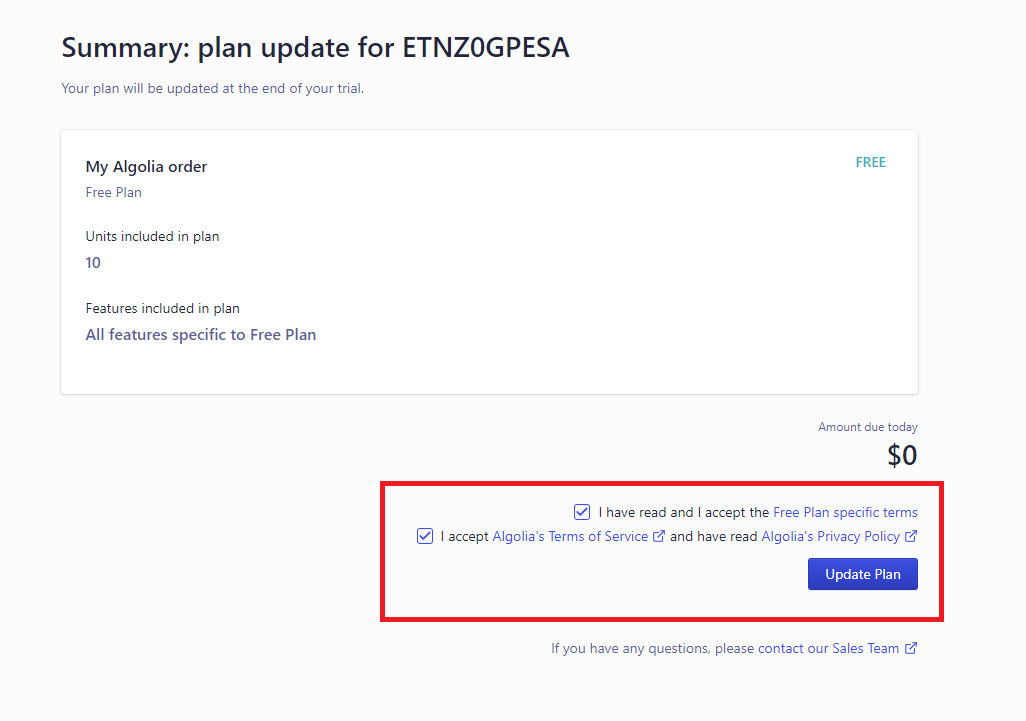 Summary: plan update for ETNZ0GPESA
Your plan will be updated at the end of your trial.
My Algolia order
FREE
Free Plan
Units included in plan
10
Features included in plan
All features specific to Free Plan
Amount due today
$0
I have read and I accept the Free Plan specific terms
I accept Algolia's Terms of Service and have read Algolia's Privacy Policy
Update Plan
If you have any questions, please contact our Sales Team